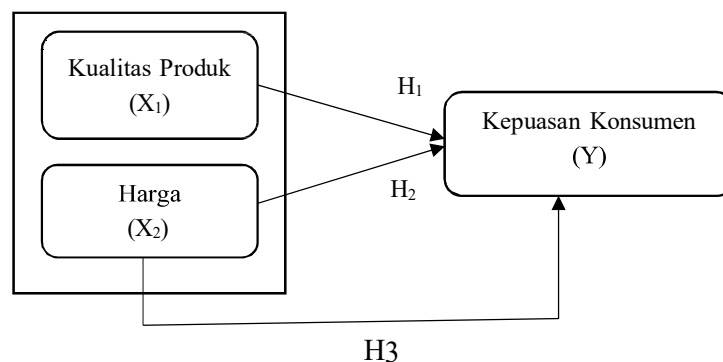 Kualitas Produk
(X₁)
H₁
Kepuasan Konsumen
(Y)
Harga
(X₂)
H₂
H3